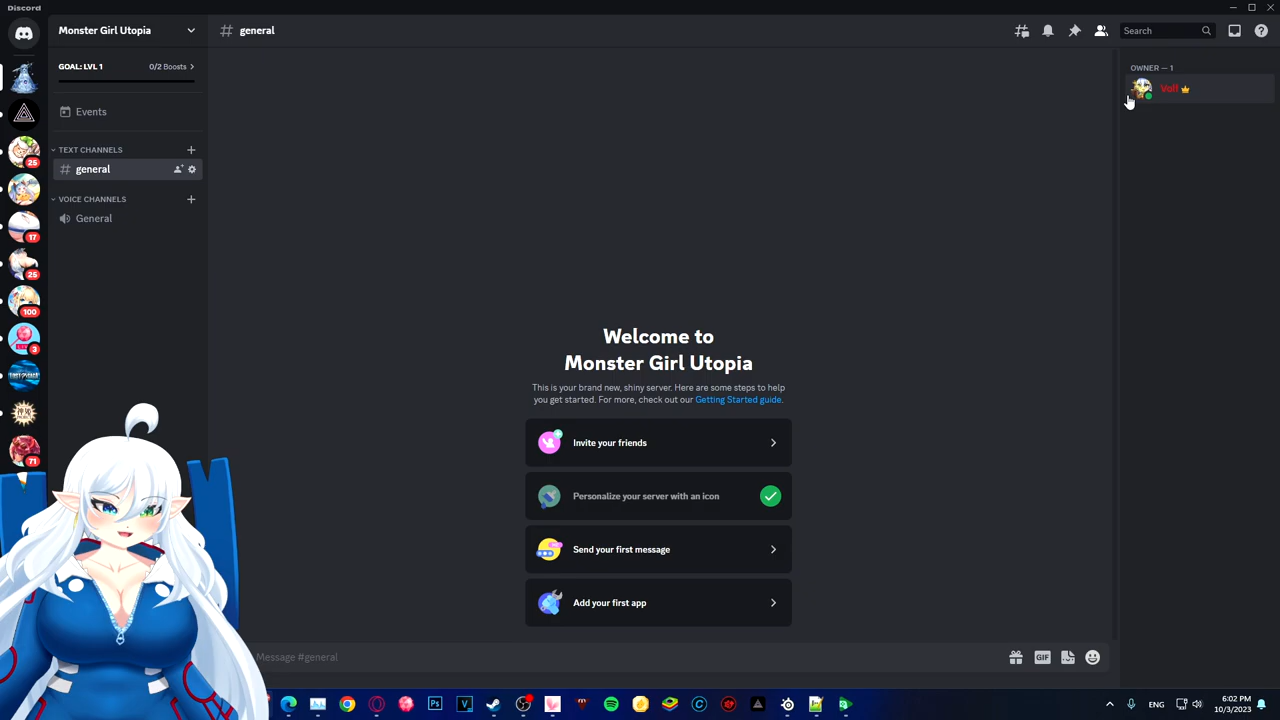 Discord
Monster Girl Utopia
general
Search
GOAL: LVL 1
0/2 Boosts
Events
TEXT CHANNELS
general
VOICE CHANNELS
General
25
17
25
100
3
71
OWNER — 1
Welcome to
Monster Girl Utopia
This is your brand new, shiny server. Here are some steps to help
you get started. For more, check out our Getting Started guide.
Invite your friends
Personalize your server with an icon
Send your first message
Add your first app
Message #general
GIF
Ps
V
ENG
6:02 PM
10/3/2023